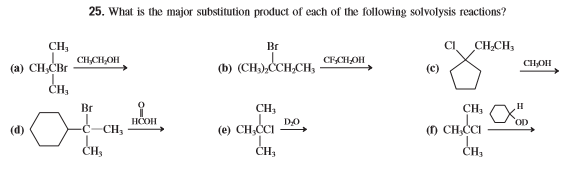 25. What is the major substitution product of each of the following solvolysis reactions?
CH₃
(a) CH₃CBr CH₃CH₂OH
CH₃
Br
(b) (CH₃)₂CCH₂CH₃ CF₃CH₂OH
Cl CH₂CH₃
(c) CH₃OH
Br O
(d) C—CH₃ HCOH
CH₃
CH₃
(e) CH₃CCl D₂O
CH₃
CH₃ H
(f) CH₃CCl OD
CH₃